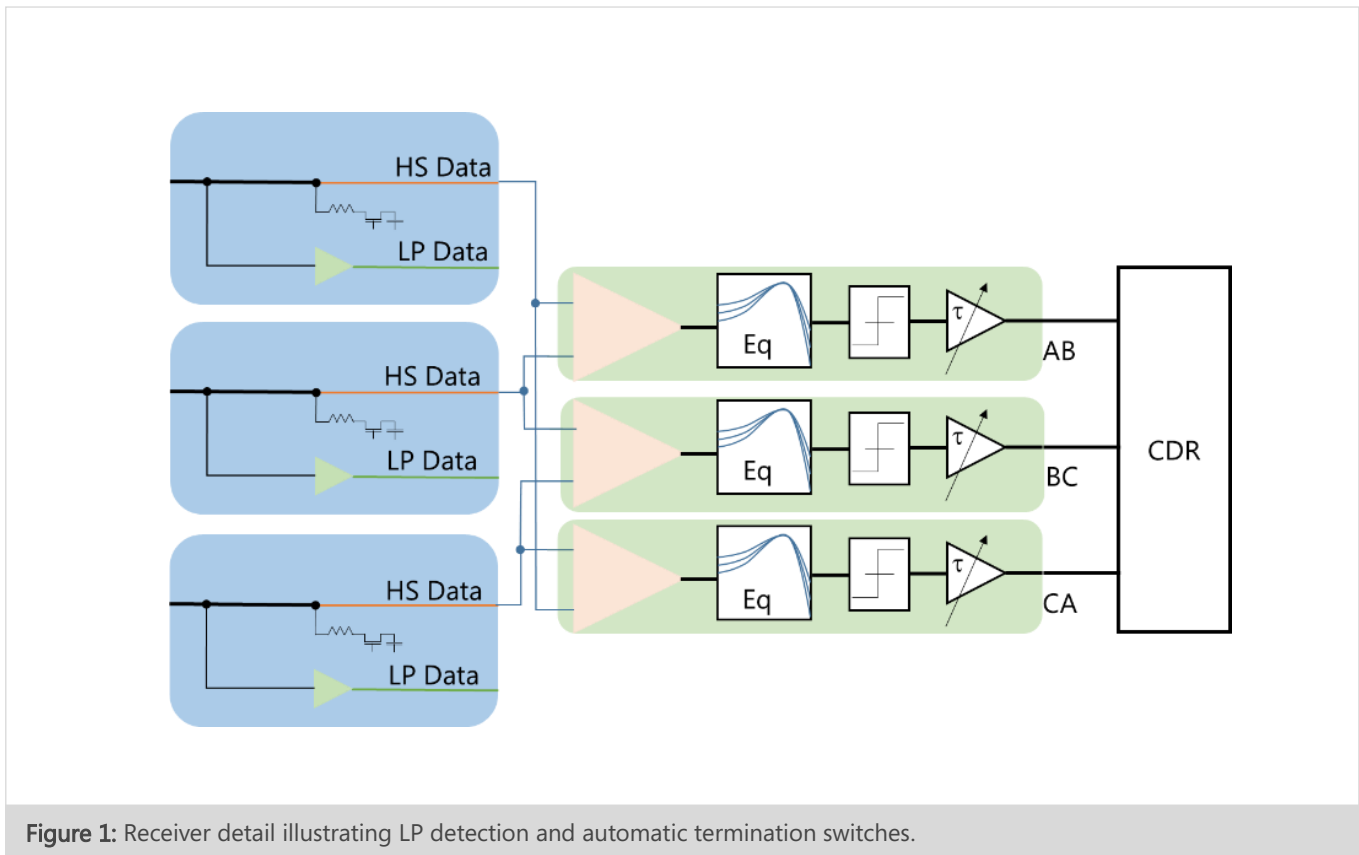 HS Data
LP Data
HS Data
LP Data
HS Data
LP Data
Eq
τ
AB
Eq
τ
BC
Eq
τ
CA
CDR
Figure 1: Receiver detail illustrating LP detection and automatic termination switches.